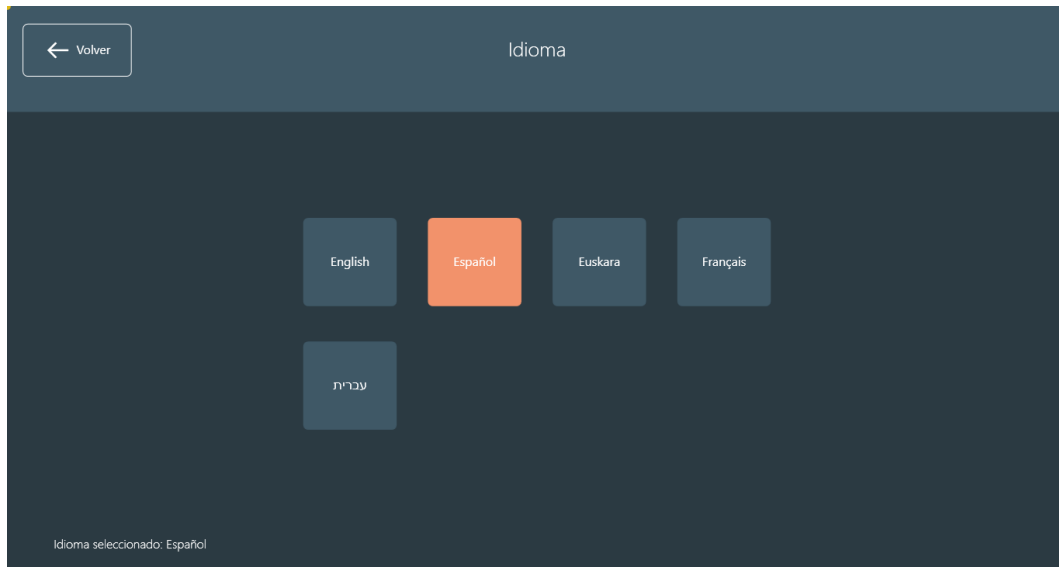 Volver
Idioma
English
Español
Euskara
Français
עברית
Idioma seleccionado: Español